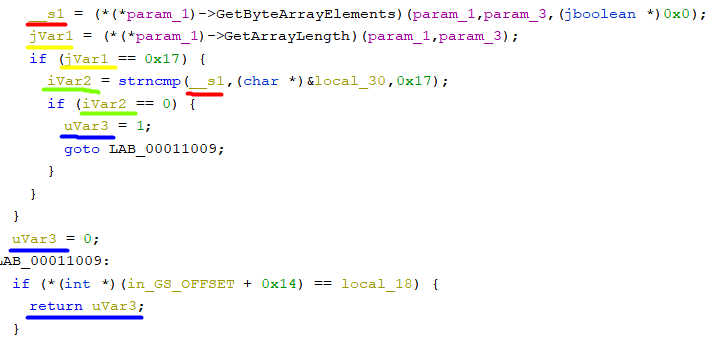 __s1 = (*(*param_1)->GetByteArrayElements)(param_1,param_3,(jboolean *)0x0);
jVar1 = (*(*param_1)->GetArrayLength)(param_1,param_3);
if (jVar1 == 0x17) {
iVar2 = strncmp(__s1,(char *)&local_30,0x17);
if (iVar2 == 0) {
uVar3 = 1;
goto LAB_00011009;
}
}
}
uVar3 = 0;
LAB_00011009:
if (*(int *)(in_GS_OFFSET + 0x14) == local_18) {
return uVar3;
}